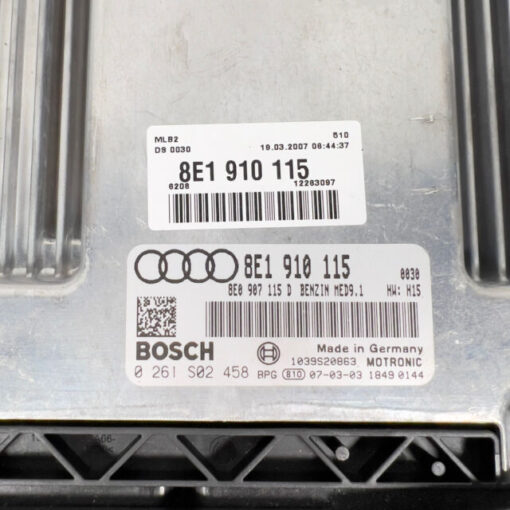 MLB2 610
D9 0030 19.03.2007 06:44:37
8E1 910 115
6208 12263097
8E1 910 115 0030
8E0 907 115 D BENZIN MED9.1 HW: H15
BOSCH Made in Germany
1039S20863 MOTRONIC
0 261 S02 458 BPG 810 07-03-03 1849 0144